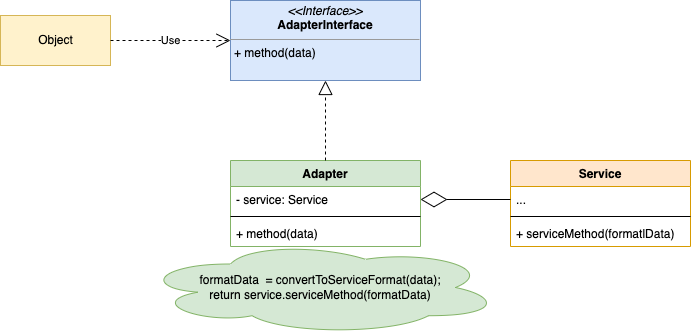 <<Interface>>
AdapterInterface
Object
Use
+ method(data)
Adapter
Service
- service: Service
...
+ method(data)
+ serviceMethod(formatlData)
formatData  = convertToServiceFormat(data);
return service.serviceMethod(formatData)